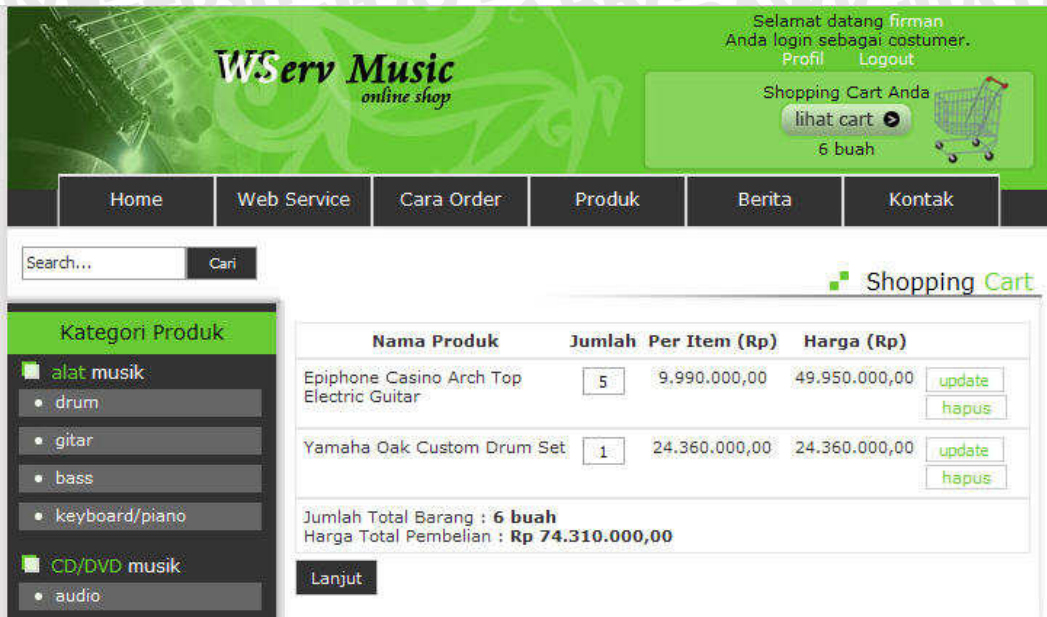 WServ Music
online shop
Selamat datang firman
Anda login sebagai costumer.
Profil Logout
Shopping Cart Anda
lihat cart
6 buah
Home Web Service Cara Order Produk Berita Kontak
Search... Cari
Shopping Cart
Kategori Produk
alat musik
drum
gitar
bass
keyboard/piano
CD/DVD musik
audio
Nama Produk Jumlah Per Item (Rp) Harga (Rp)
Epiphone Casino Arch Top 5 9.990.000,00 49.950.000,00 update
Electric Guitar hapus
Yamaha Oak Custom Drum Set 1 24.360.000,00 24.360.000,00 update
hapus
Jumlah Total Barang : 6 buah
Harga Total Pembelian : Rp 74.310.000,00
Lanjut